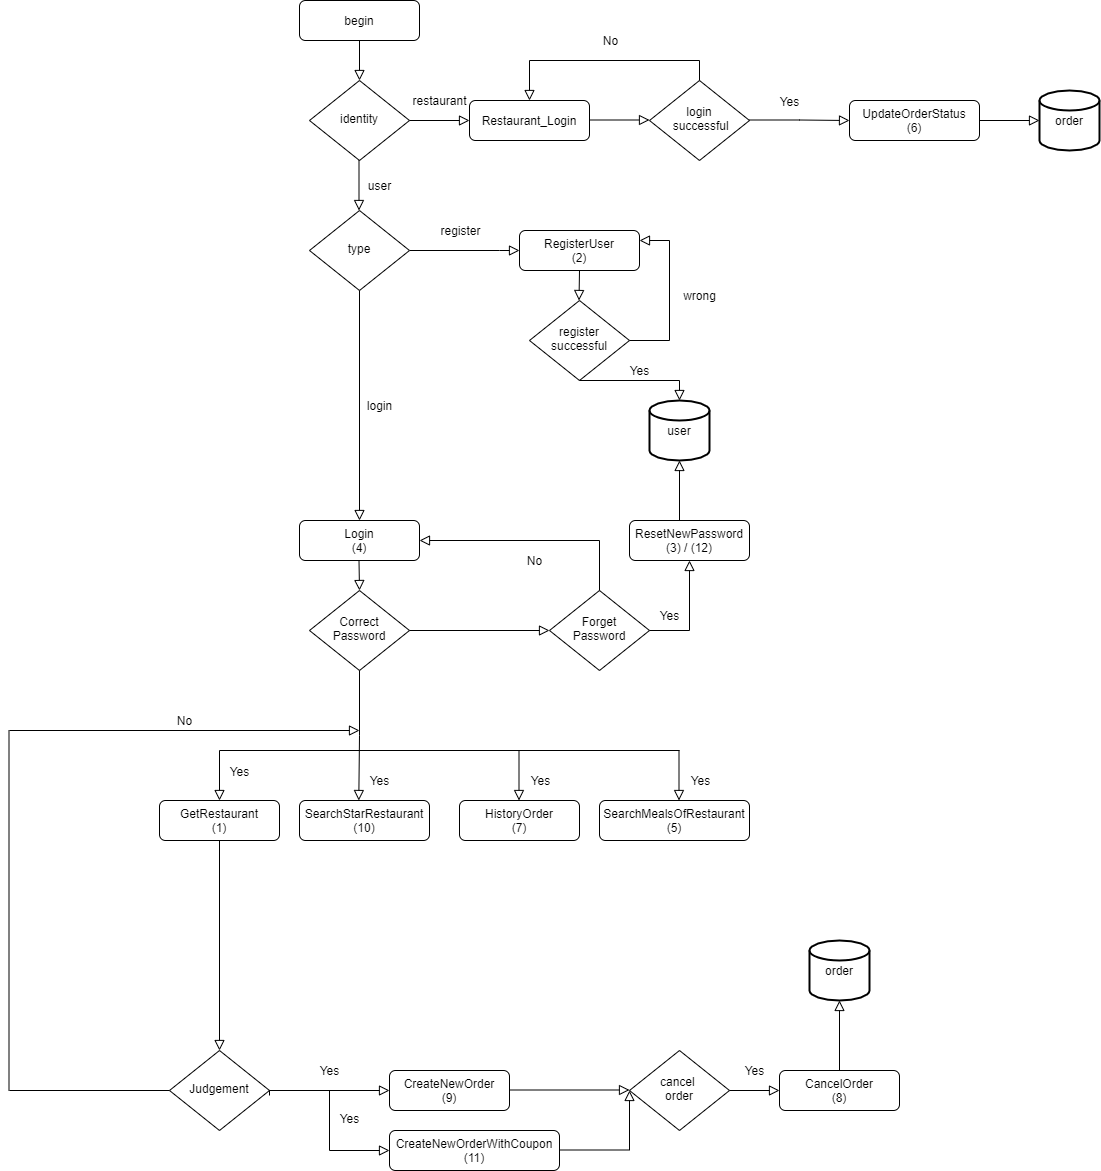 begin
No
identity
restaurant
Restaurant_Login
login
successful
Yes
UpdateOrderStatus
(6)
order
user
type
register
RegisterUser
(2)
wrong
register
successful
Yes
user
login
Login
(4)
No
ResetNewPassword
(3) / (12)
Correct
Password
Forget
Password
Yes
No
Yes
Yes
Yes
Yes
GetRestaurant
(1)
SearchStarRestaurant
(10)
HistoryOrder
(7)
SearchMealsOfRestaurant
(5)
order
Judgement
Yes
CreateNewOrder
(9)
cancel
order
Yes
CancelOrder
(8)
Yes
CreateNewOrderWithCoupon
(11)